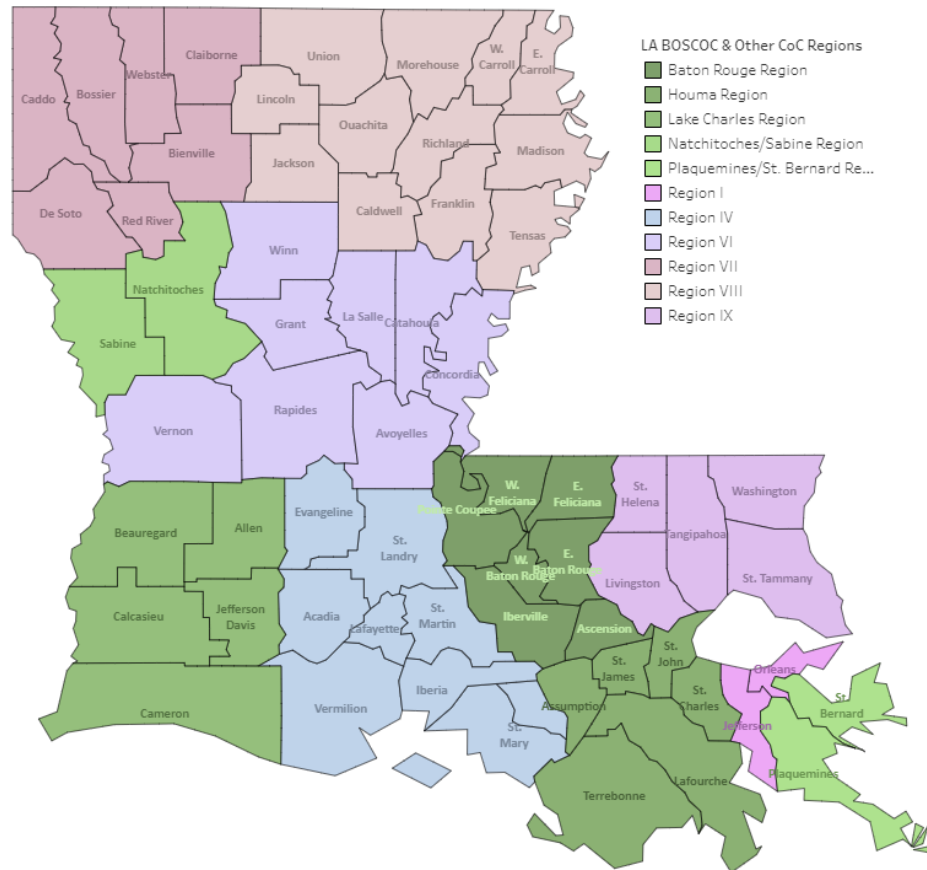 LA BOSCOC & Other CoC Regions
Baton Rouge Region
Houma Region
Lake Charles Region
Natchitoches/Sabine Region
Plaquemines/St. Bernard Re...
Region I
Region IV
Region VI
Region VII
Region VIII
Region IX
Caddo
Bossier
Webster
Claiborne
Union
Morehouse
W.
Carroll
E.
Carroll
Lincoln
Ouachita
Richland
Madison
Bienville
Jackson
Caldwell
Franklin
De Soto
Red River
Tensas
Winn
Natchitoches
Sabine
Grant
La Salle
Catahoula
Concordia
Vernon
Rapides
Avoyelles
Beauregard
Allen
Evangeline
St.
Landry
Pointe Coupee
W.
Feliciana
E.
Feliciana
St.
Helena
Washington
Tangipahoa
W.
Baton Rouge
E.
Baton Rouge
Livingston
St. Tammany
Calcasieu
Jefferson
Davis
Acadia
Lafayette
St.
Martin
Iberville
Ascension
St.
James
St.
John
Orleans
Cameron
Vermilion
Iberia
St.
Mary
Assumption
St.
Charles
Jefferson
St.
Bernard
Plaquemines
Terrebonne
Lafourche